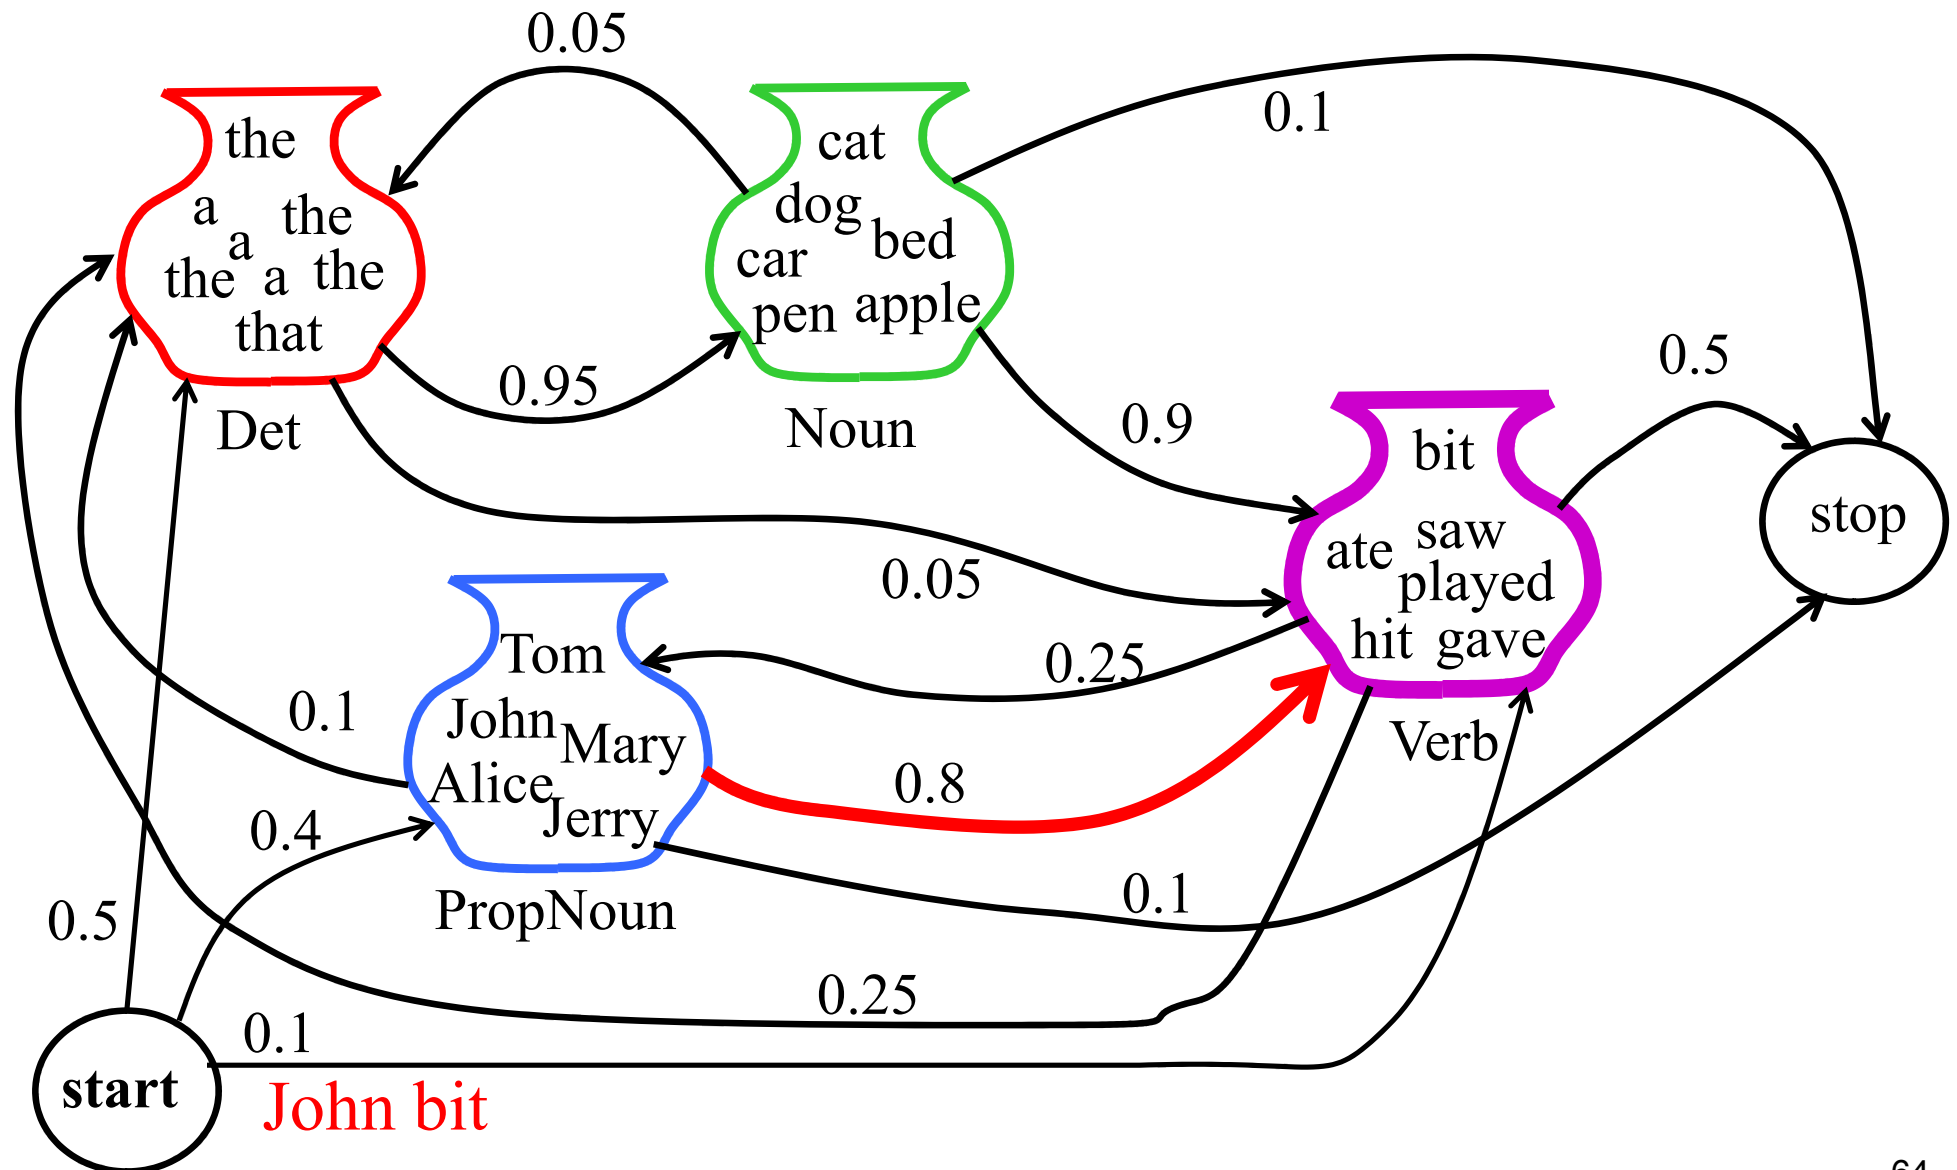 0.05
0.1
the
a
the
a
the
a
the
that
Det
cat
dog
bed
car
pen
apple
Noun
0.95
0.9
0.5
bit
saw
ate
played
hit
gave
Verb
stop
0.05
0.25
Tom
John
Mary
Alice
Jerry
PropNoun
0.1
0.8
0.4
0.1
0.5
0.25
0.1
start
John bit
64